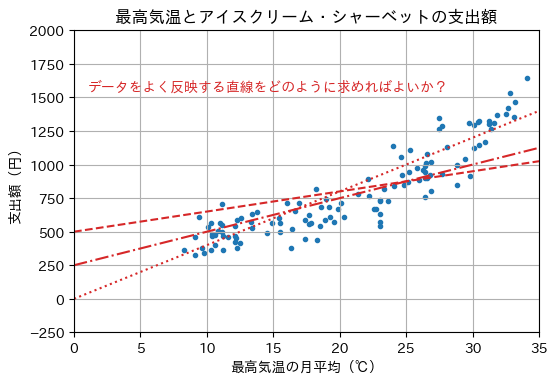 最高気温とアイスクリーム・シャーベットの支出額
2000
1750
データをよく反映する直線をどのように求めればよいか？
1500
1250
1000
750
500
250
0
−250
支出額（円）
0 5 10 15 20 25 30 35
最高気温の月平均（℃）